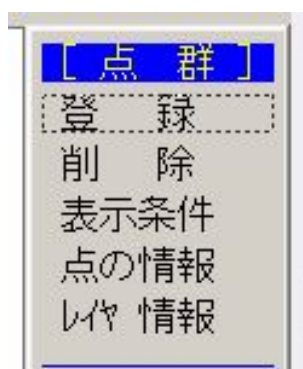 [ 点 群 ]
登 録
削 除
表示条件
点の情報
ﾚｲﾔ 情報